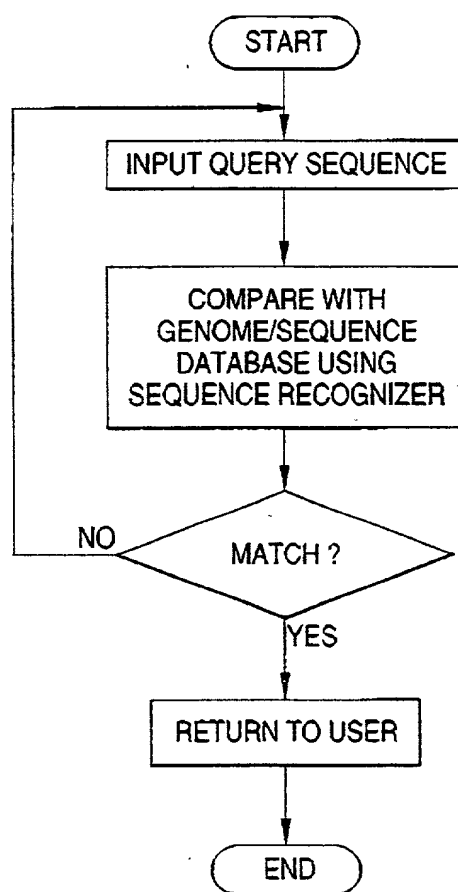 START
INPUT QUERY SEQUENCE
COMPARE WITH
GENOME/SEQUENCE
DATABASE USING
SEQUENCE RECOGNIZER
MATCH ?
NO
YES
RETURN TO USER
END